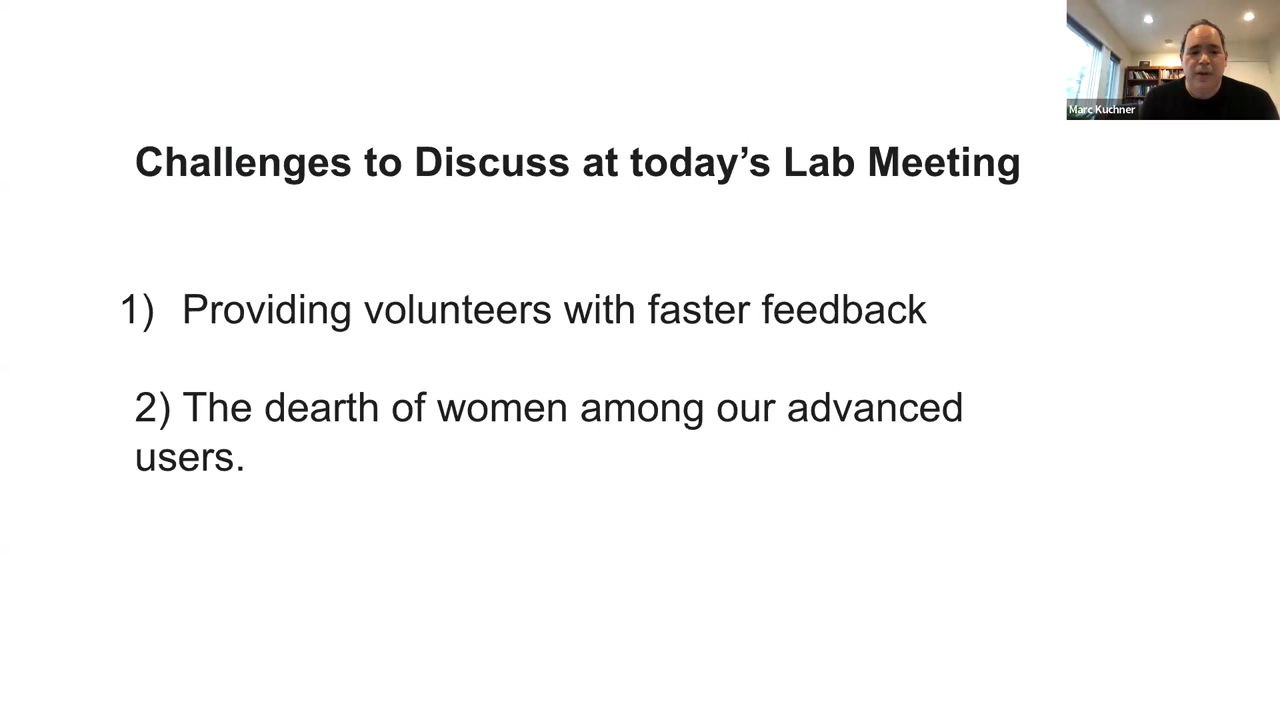 Marc Kuchner
Challenges to Discuss at today’s Lab Meeting
1) Providing volunteers with faster feedback
2) The dearth of women among our advanced
users.